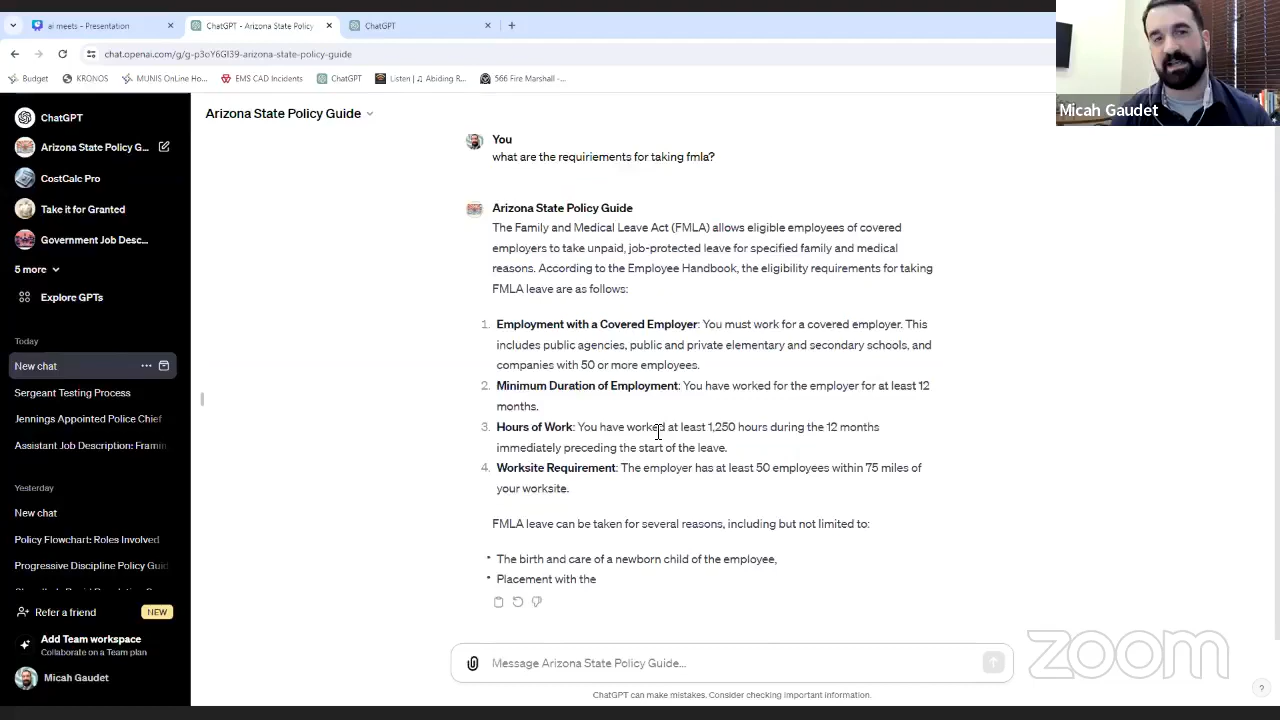 ai meets - Presentation
ChatGPT - Arizona State Policy
ChatGPT
chat.openai.com/g/g-p3oY6Gl39-arizona-state-policy-guide
Budget
KRONOS
MUNIS OnLine Ho...
EMS CAD Incidents
ChatGPT
Listen | ♫ Abiding R...
566 Fire Marshall -...
Micah Gaudet
ChatGPT
Arizona State Policy G...
CostCalc Pro
Take it for Granted
Government Job Desc...
5 more
Explore GPTs
Today
New chat
Sergeant Testing Process
Jennings Appointed Police Chief
Assistant Job Description: Framin
Yesterday
New chat
Policy Flowchart: Roles Involved
Progressive Discipline Policy Guid
Refer a friend
NEW
Add Team workspace
Collaborate on a Team plan
Micah Gaudet
Arizona State Policy Guide
You
what are the requiriements for taking fmla?
Arizona State Policy Guide
The Family and Medical Leave Act (FMLA) allows eligible employees of covered
employers to take unpaid, job-protected leave for specified family and medical
reasons. According to the Employee Handbook, the eligibility requirements for taking
FMLA leave are as follows:
1. Employment with a Covered Employer: You must work for a covered employer. This
includes public agencies, public and private elementary and secondary schools, and
companies with 50 or more employees.
2. Minimum Duration of Employment: You have worked for the employer for at least 12
months.
3. Hours of Work: You have worked at least 1,250 hours during the 12 months
immediately preceding the start of the leave.
4. Worksite Requirement: The employer has at least 50 employees within 75 miles of
your worksite.
FMLA leave can be taken for several reasons, including but not limited to:
• The birth and care of a newborn child of the employee,
• Placement with the
Message Arizona State Policy Guide...
ChatGPT can make mistakes. Consider checking important information.
zoom
?